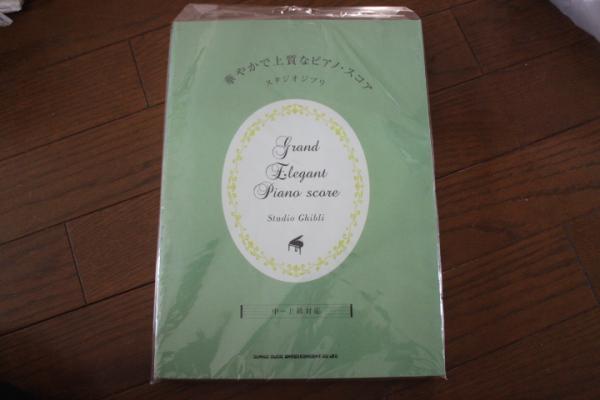 華やかで上質なピアノ・スコア
スタジオジブリ
Grand
Elegant
Piano score
Studio Ghibli
中～上級対応